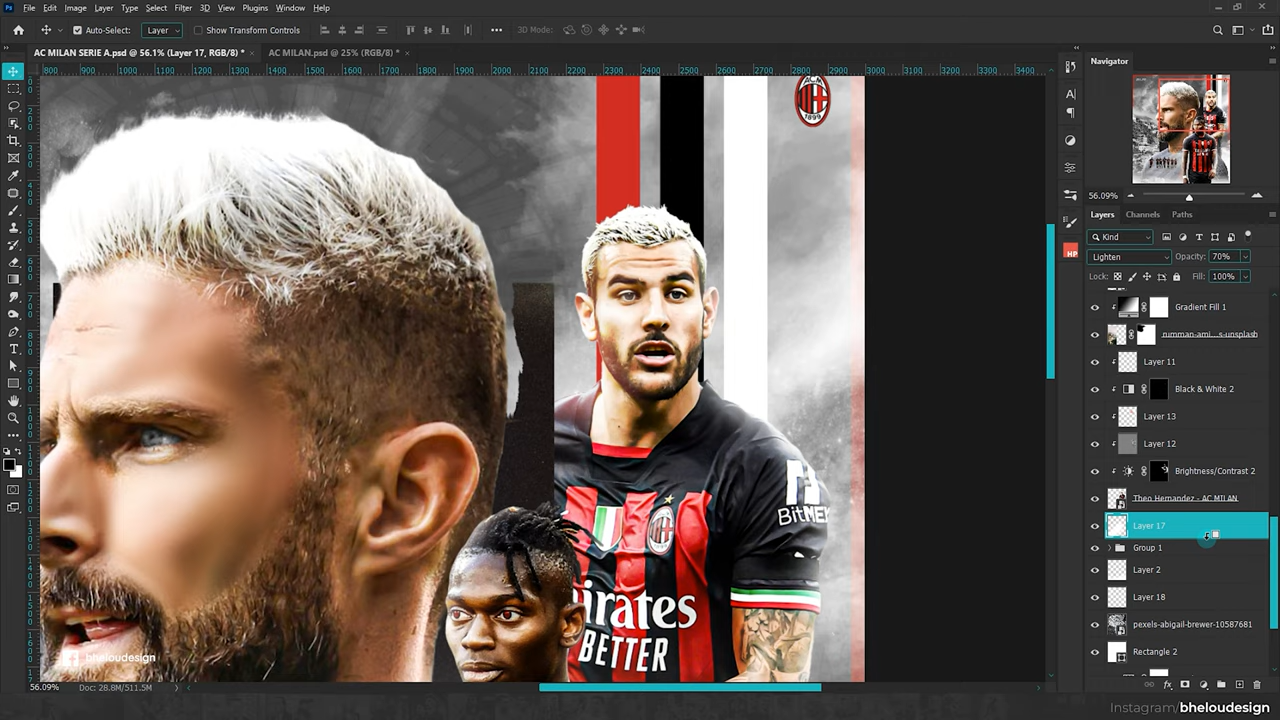 File Edit Image Layer Type Select Filter 3D View Plugins Window Help
Auto-Select: Layer Show Transform Controls 3D Mode:
AC MILAN SERIE A.psd @ 56.1% (Layer 17, RGB/8) * × AC MILAN.psd @ 25% (RGB/8) * ×
800 900 1000 1100 1200 1300 1400 1500 1600 1700 1800 1900 2000 2100 2200 2300 2400 2500 2600 2700 2800 2900 3000 3100 3200 3300 3400
Navigator
ACM
1899
56.09%
Layers Channels Paths
Kind
Lighten Opacity: 70%
Lock: Fill: 100%
HP
Gradient Fill 1
rumman-ami....s-unsplash
Layer 11
Black & White 2
Layer 13
Layer 12
Brightness/Contrast 2
Theo Hernandez - AC MILAN
Layer 17
Group 1
Layer 2
Layer 18
pexels-abigail-brewer-10587681
Rectangle 2
BitMEX
BETTER
bheloudesign
56.09% Doc: 28.8M/511.5M
Instagram/bheloudesign